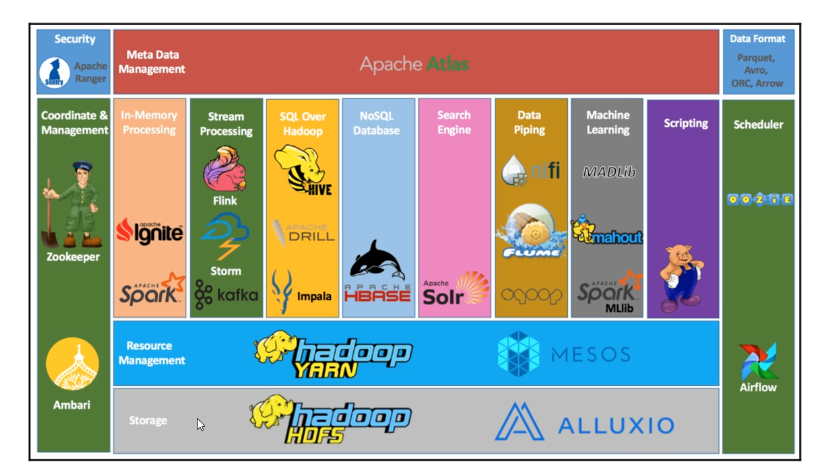 Security
Sentry
Apache
Ranger
Meta Data
Management
Apache Atlas
Data Format
Parquet,
Avro,
ORC, Arrow
Coordinate &
Management
Zookeeper
Ambari
In-Memory
Processing
apache
Ignite
APACHE
Spark
Stream
Processing
Flink
Storm
kafka
SQL Over
Hadoop
HIVE
APACHE
DRILL
Impala
NoSQL
Database
APACHE
HBASE
Search
Engine
Apache
Solr
Data
Piping
nifi
FLUME
sqoop
Machine
Learning
MADLib
mahout
APACHE
Spark
MLlib
Scripting
Scheduler
OOZIE
Airflow
Resource
Management
hadoop
YARN
MESOS
Storage
hadoop
HDFS
ALLUXIO